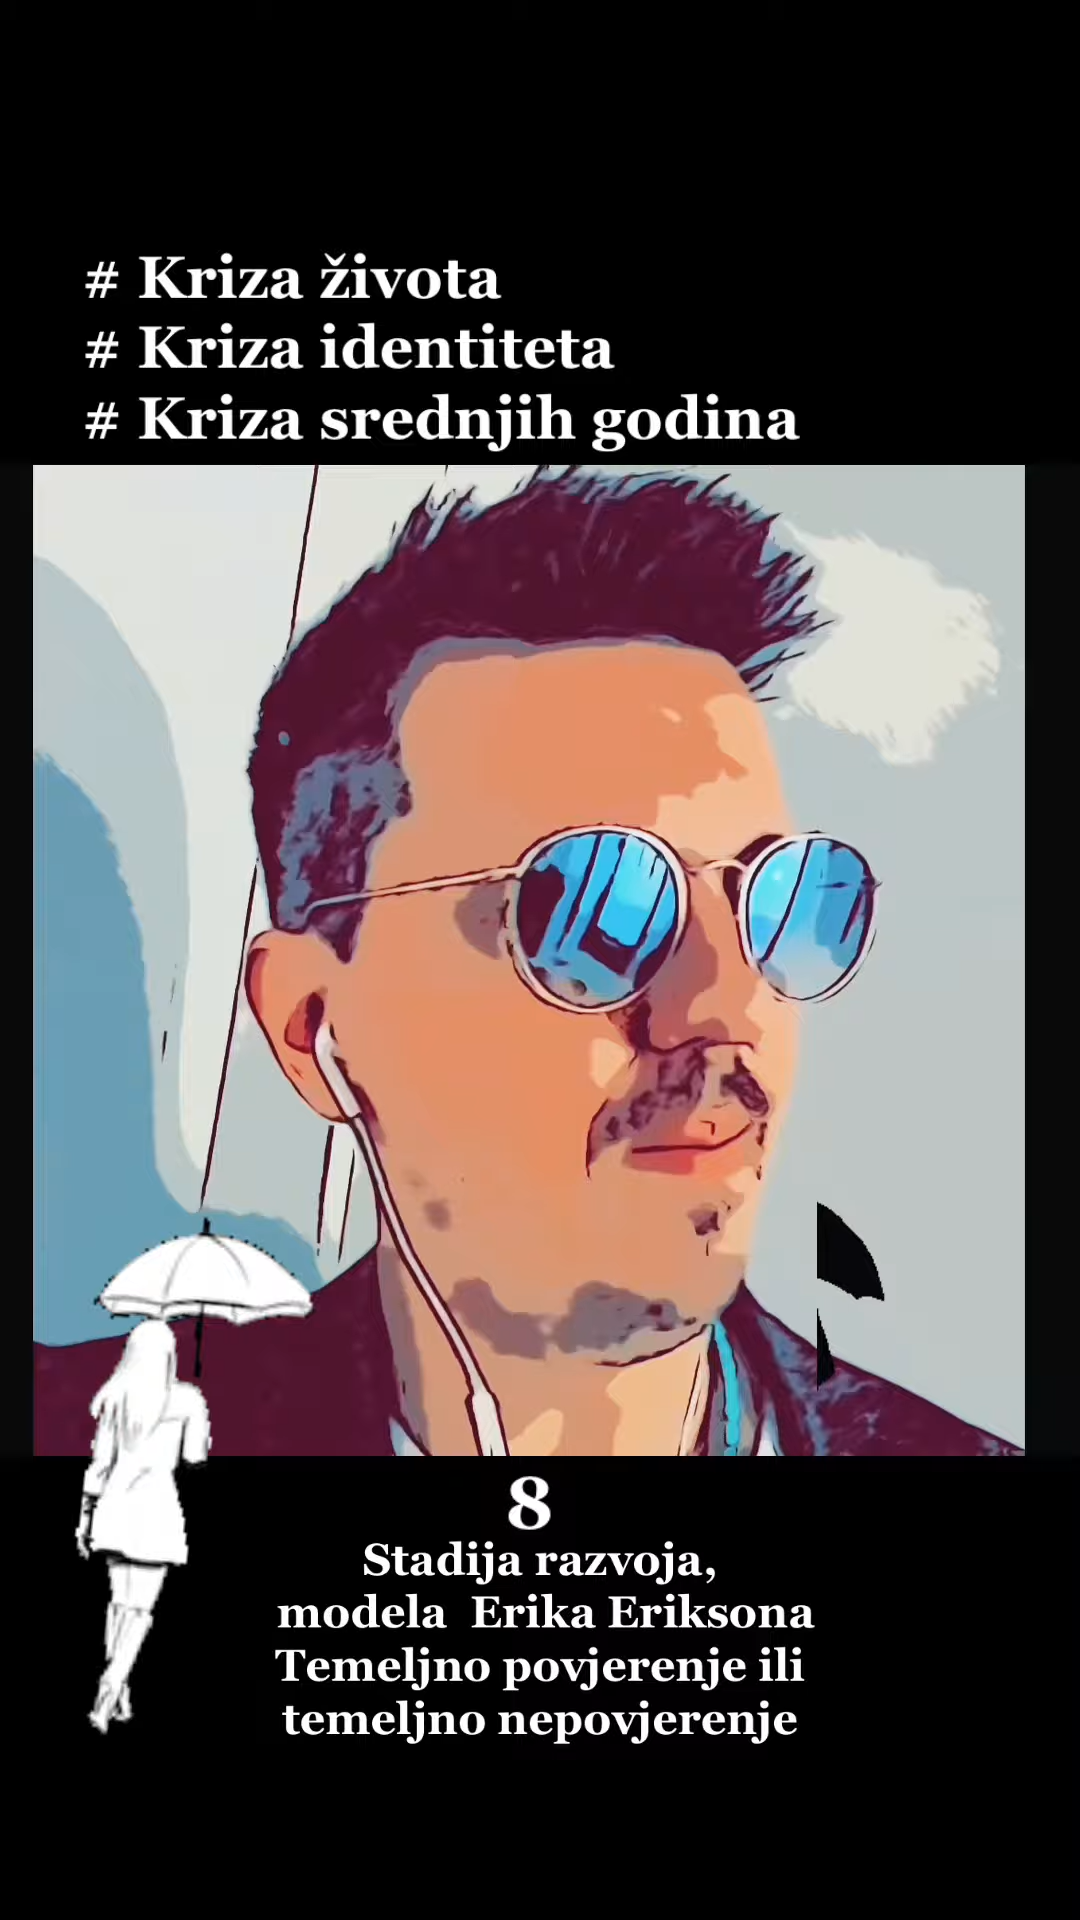 # Kriza života
# Kriza identiteta
# Kriza srednjih godina
8
Stadija razvoja,
modela Erika Eriksona
Temeljno povjerenje ili
temeljno nepovjerenje